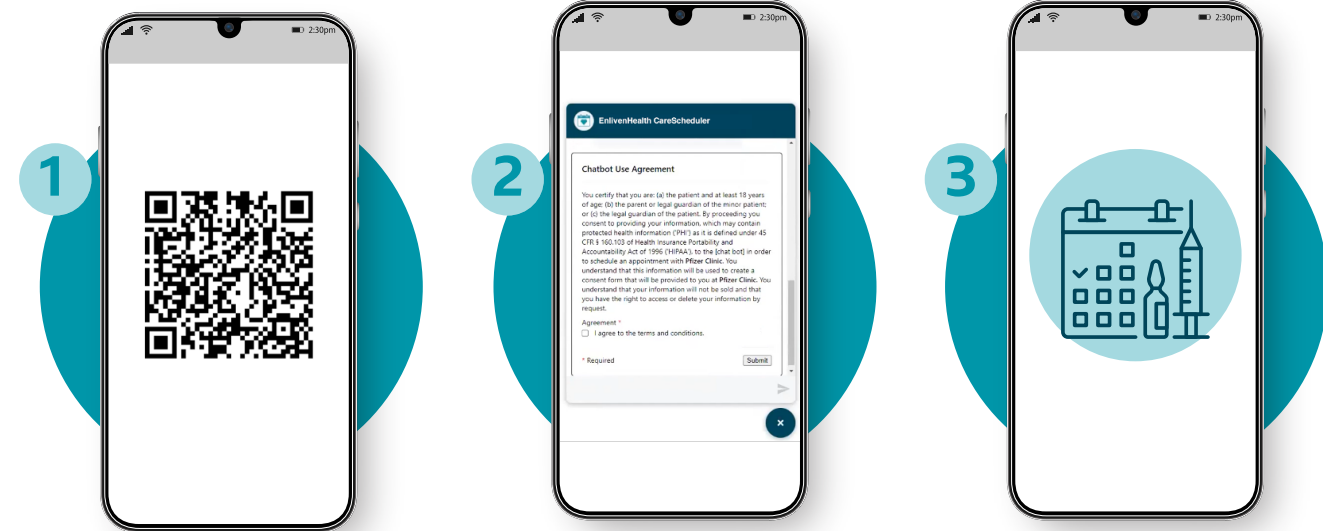 1
2:30pm
2
2:30pm
EnlivenHealth CareScheduler
Chatbot Use Agreement
You certify that you are: (a) the patient and at least 18 years
of age; (b) the parent or legal guardian of the minor patient;
or (c) the legal guardian of the patient. By proceeding you
consent to providing your information, which may contain
protected health information ('PHI') as it is defined under 45
CFR § 160.103 of Health Insurance Portability and
Accountability Act of 1996 ('HIPAA'), to the [chat bot] in order
to schedule an appointment with Pfizer Clinic. You
understand that this information will be used to create a
consent form that will be provided to you at Pfizer Clinic. You
understand that your information will not be sold and that
you have the right to access or delete your information by
request.
Agreement *
I agree to the terms and conditions.
* Required
Submit
3
2:30pm